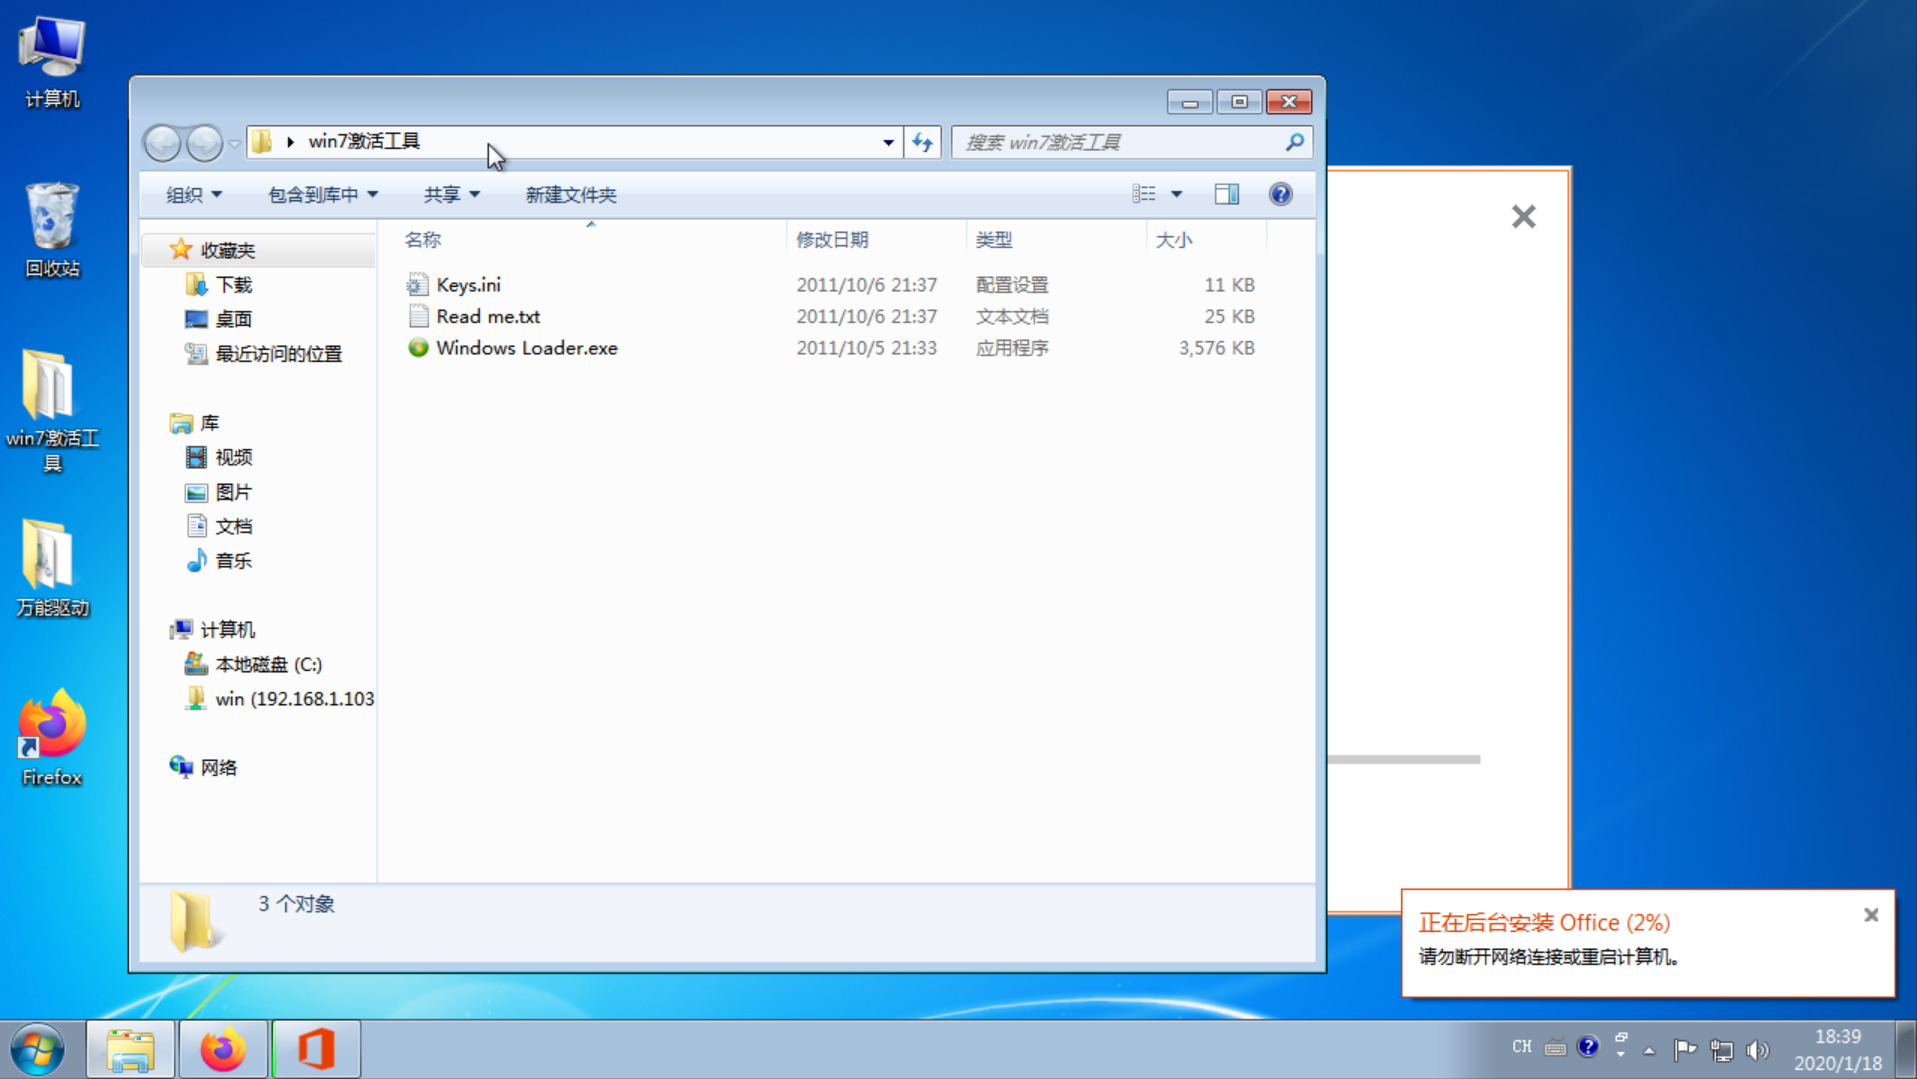 计算机
回收站
win7激活工
具
万能驱动
Firefox
win7激活工具
搜索 win7激活工具
组织
包含到库中
共享
新建文件夹
名称
修改日期
类型
大小
Keys.ini
2011/10/6 21:37
配置设置
11 KB
Read me.txt
2011/10/6 21:37
文本文档
25 KB
Windows Loader.exe
2011/10/5 21:33
应用程序
3,576 KB
收藏夹
下载
桌面
最近访问的位置
库
视频
图片
文档
音乐
计算机
本地磁盘 (C:)
win (192.168.1.103
网络
3 个对象
正在后台安装 Office (2%)
请勿断开网络连接或重启计算机。
CH
18:39
2020/1/18